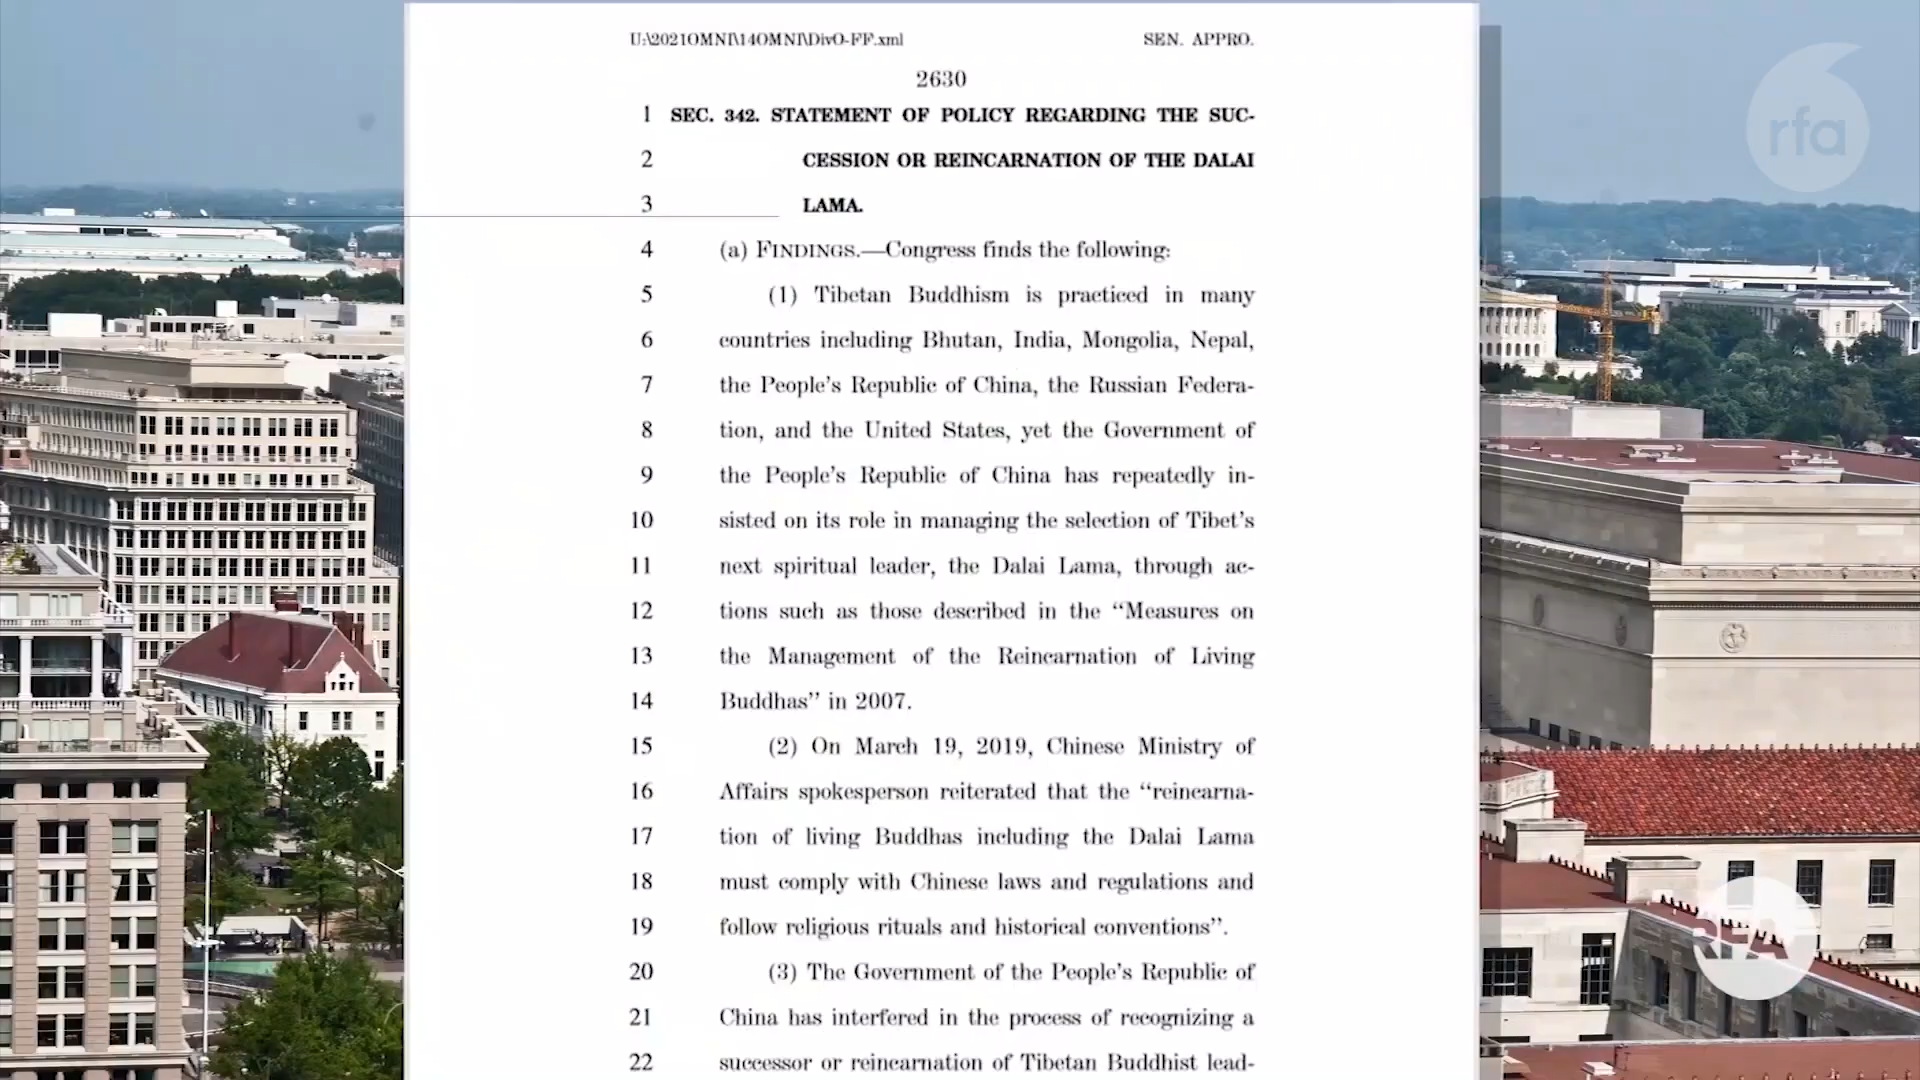 U:\2021OMNI\14OMNI\DivO-FF.xml SEN. APPRO.
2630
1 SEC. 342. STATEMENT OF POLICY REGARDING THE SUC-
2 CESSION OR REINCARNATION OF THE DALAI
3 LAMA.
4 (a) FINDINGS.—Congress finds the following:
5 (1) Tibetan Buddhism is practiced in many
6 countries including Bhutan, India, Mongolia, Nepal,
7 the People's Republic of China, the Russian Federa-
8 tion, and the United States, yet the Government of
9 the People's Republic of China has repeatedly in-
10 sisted on its role in managing the selection of Tibet's
11 next spiritual leader, the Dalai Lama, through ac-
12 tions such as those described in the “Measures on
13 the Management of the Reincarnation of Living
14 Buddhas” in 2007.
15 (2) On March 19, 2019, Chinese Ministry of
16 Affairs spokesperson reiterated that the “reincarna-
17 tion of living Buddhas including the Dalai Lama
18 must comply with Chinese laws and regulations and
19 follow religious rituals and historical conventions”.
20 (3) The Government of the People's Republic of
21 China has interfered in the process of recognizing a
22 successor or reincarnation of Tibetan Buddhist lead-
rfa
RFA